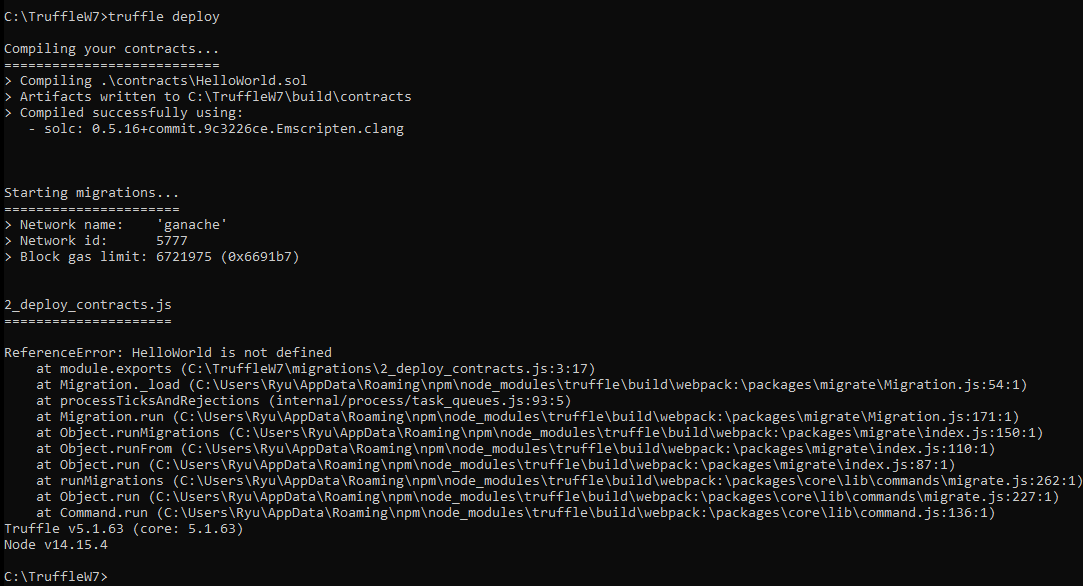 C:\TruffleW7>truffle deploy
Compiling your contracts...
===========================
> Compiling .\contracts\HelloWorld.sol
> Artifacts written to C:\TruffleW7\build\contracts
> Compiled successfully using:
   - solc: 0.5.16+commit.9c3226ce.Emscripten.clang
Starting migrations...
======================
> Network name:    'ganache'
> Network id:      5777
> Block gas limit: 6721975 (0x6691b7)
2_deploy_contracts.js
=====================
ReferenceError: HelloWorld is not defined
    at module.exports (C:\TruffleW7\migrations\2_deploy_contracts.js:3:17)
    at Migration._load (C:\Users\Ryu\AppData\Roaming\npm\node_modules\truffle\build\webpack:\packages\migrate\Migration.js:54:1)
    at processTicksAndRejections (internal/process/task_queues.js:93:5)
    at Migration.run (C:\Users\Ryu\AppData\Roaming\npm\node_modules\truffle\build\webpack:\packages\migrate\Migration.js:171:1)
    at Object.runMigrations (C:\Users\Ryu\AppData\Roaming\npm\node_modules\truffle\build\webpack:\packages\migrate\index.js:150:1)
    at Object.runFrom (C:\Users\Ryu\AppData\Roaming\npm\node_modules\truffle\build\webpack:\packages\migrate\index.js:110:1)
    at Object.run (C:\Users\Ryu\AppData\Roaming\npm\node_modules\truffle\build\webpack:\packages\migrate\index.js:87:1)
    at runMigrations (C:\Users\Ryu\AppData\Roaming\npm\node_modules\truffle\build\webpack:\packages\core\lib\commands\migrate.js:262:1)
    at Object.run (C:\Users\Ryu\AppData\Roaming\npm\node_modules\truffle\build\webpack:\packages\core\lib\commands\migrate.js:227:1)
    at Command.run (C:\Users\Ryu\AppData\Roaming\npm\node_modules\truffle\build\webpack:\packages\core\lib\command.js:136:1)
Truffle v5.1.63 (core: 5.1.63)
Node v14.15.4
C:\TruffleW7>